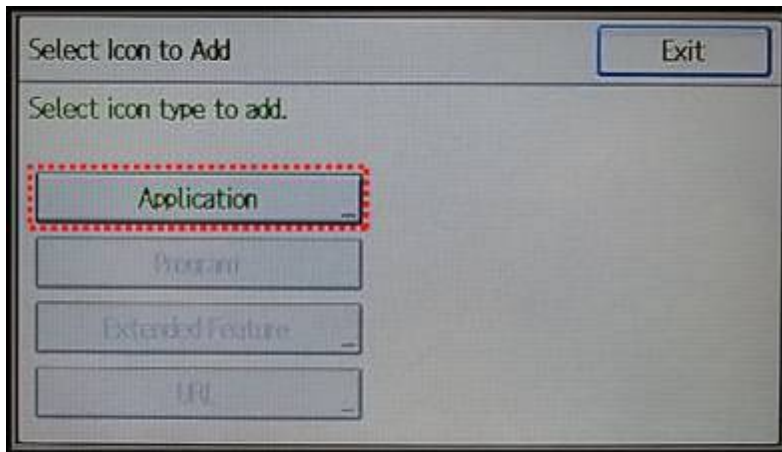 Select Icon to Add
Exit
Select icon type to add.
Application
Program
Extended Feature
URL